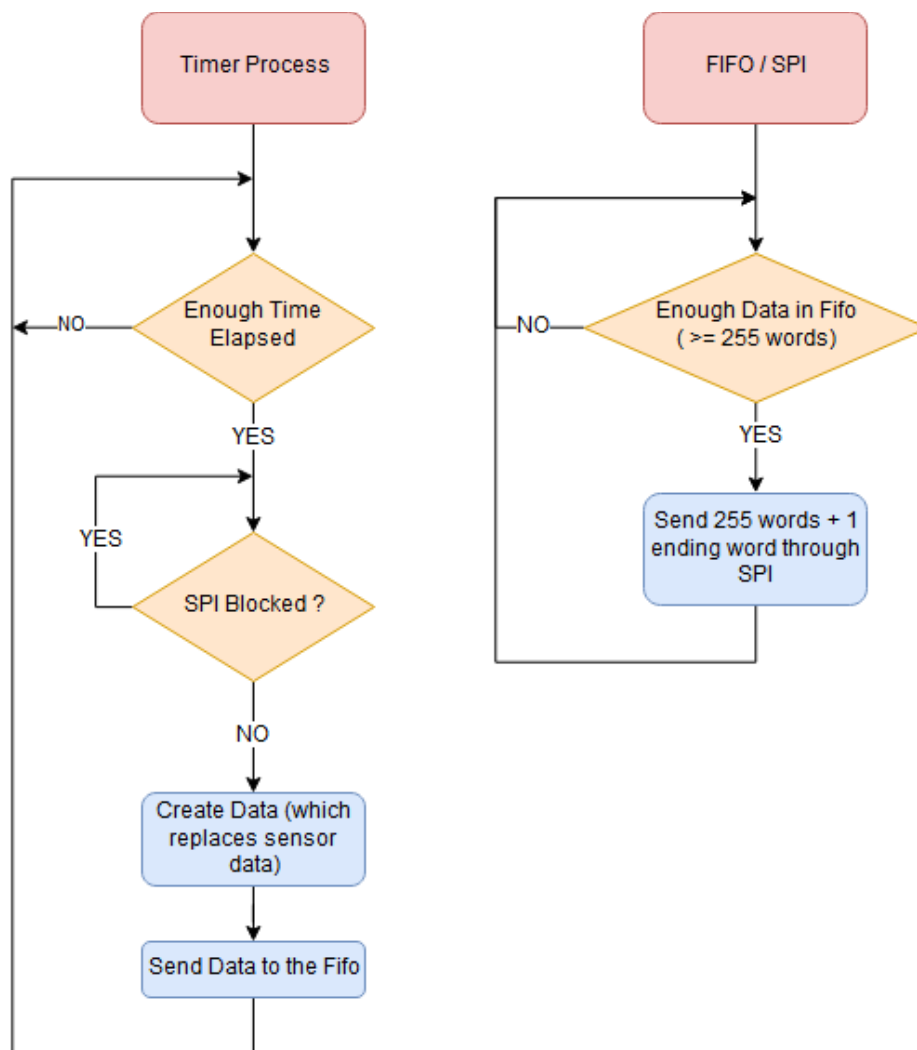 Timer Process
Enough Time
Elapsed
NO
YES
YES
SPI Blocked ?
NO
Create Data (which
replaces sensor
data)
Send Data to the Fifo
FIFO / SPI
Enough Data in Fifo
( >= 255 words)
NO
YES
Send 255 words + 1
ending word through
SPI